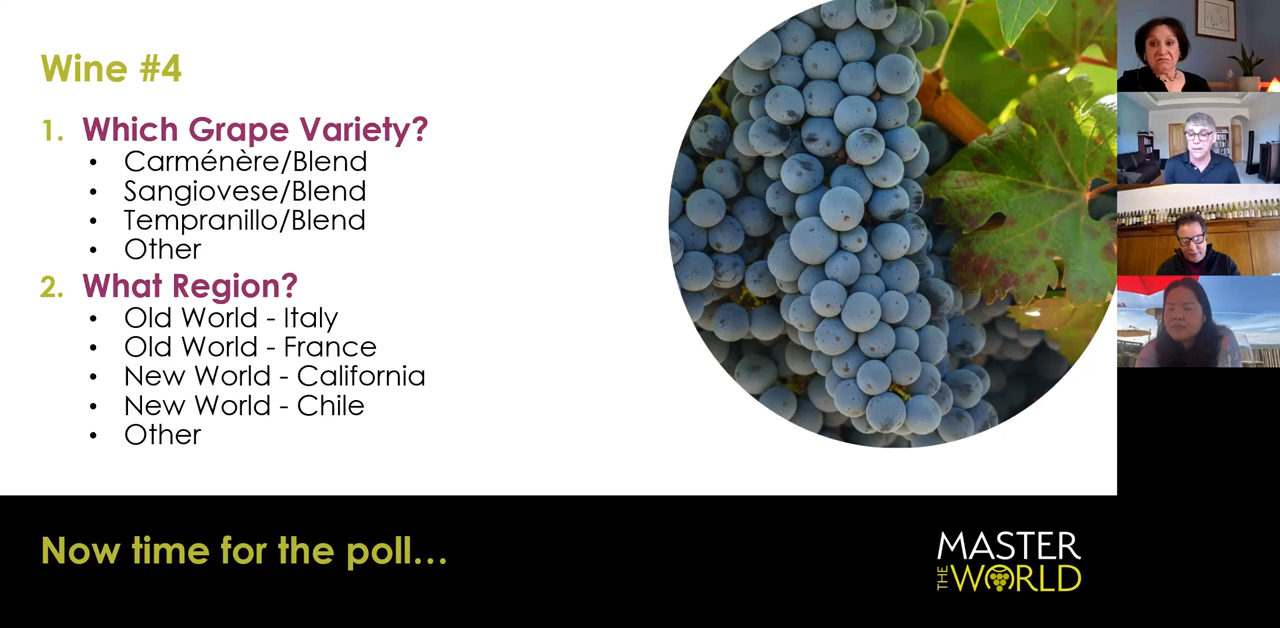 Wine #4
1. Which Grape Variety?
• Carménère/Blend
• Sangiovese/Blend
• Tempranillo/Blend
• Other
2. What Region?
• Old World - Italy
• Old World - France
• New World - California
• New World - Chile
• Other
Now time for the poll...
MASTER
THE WORLD